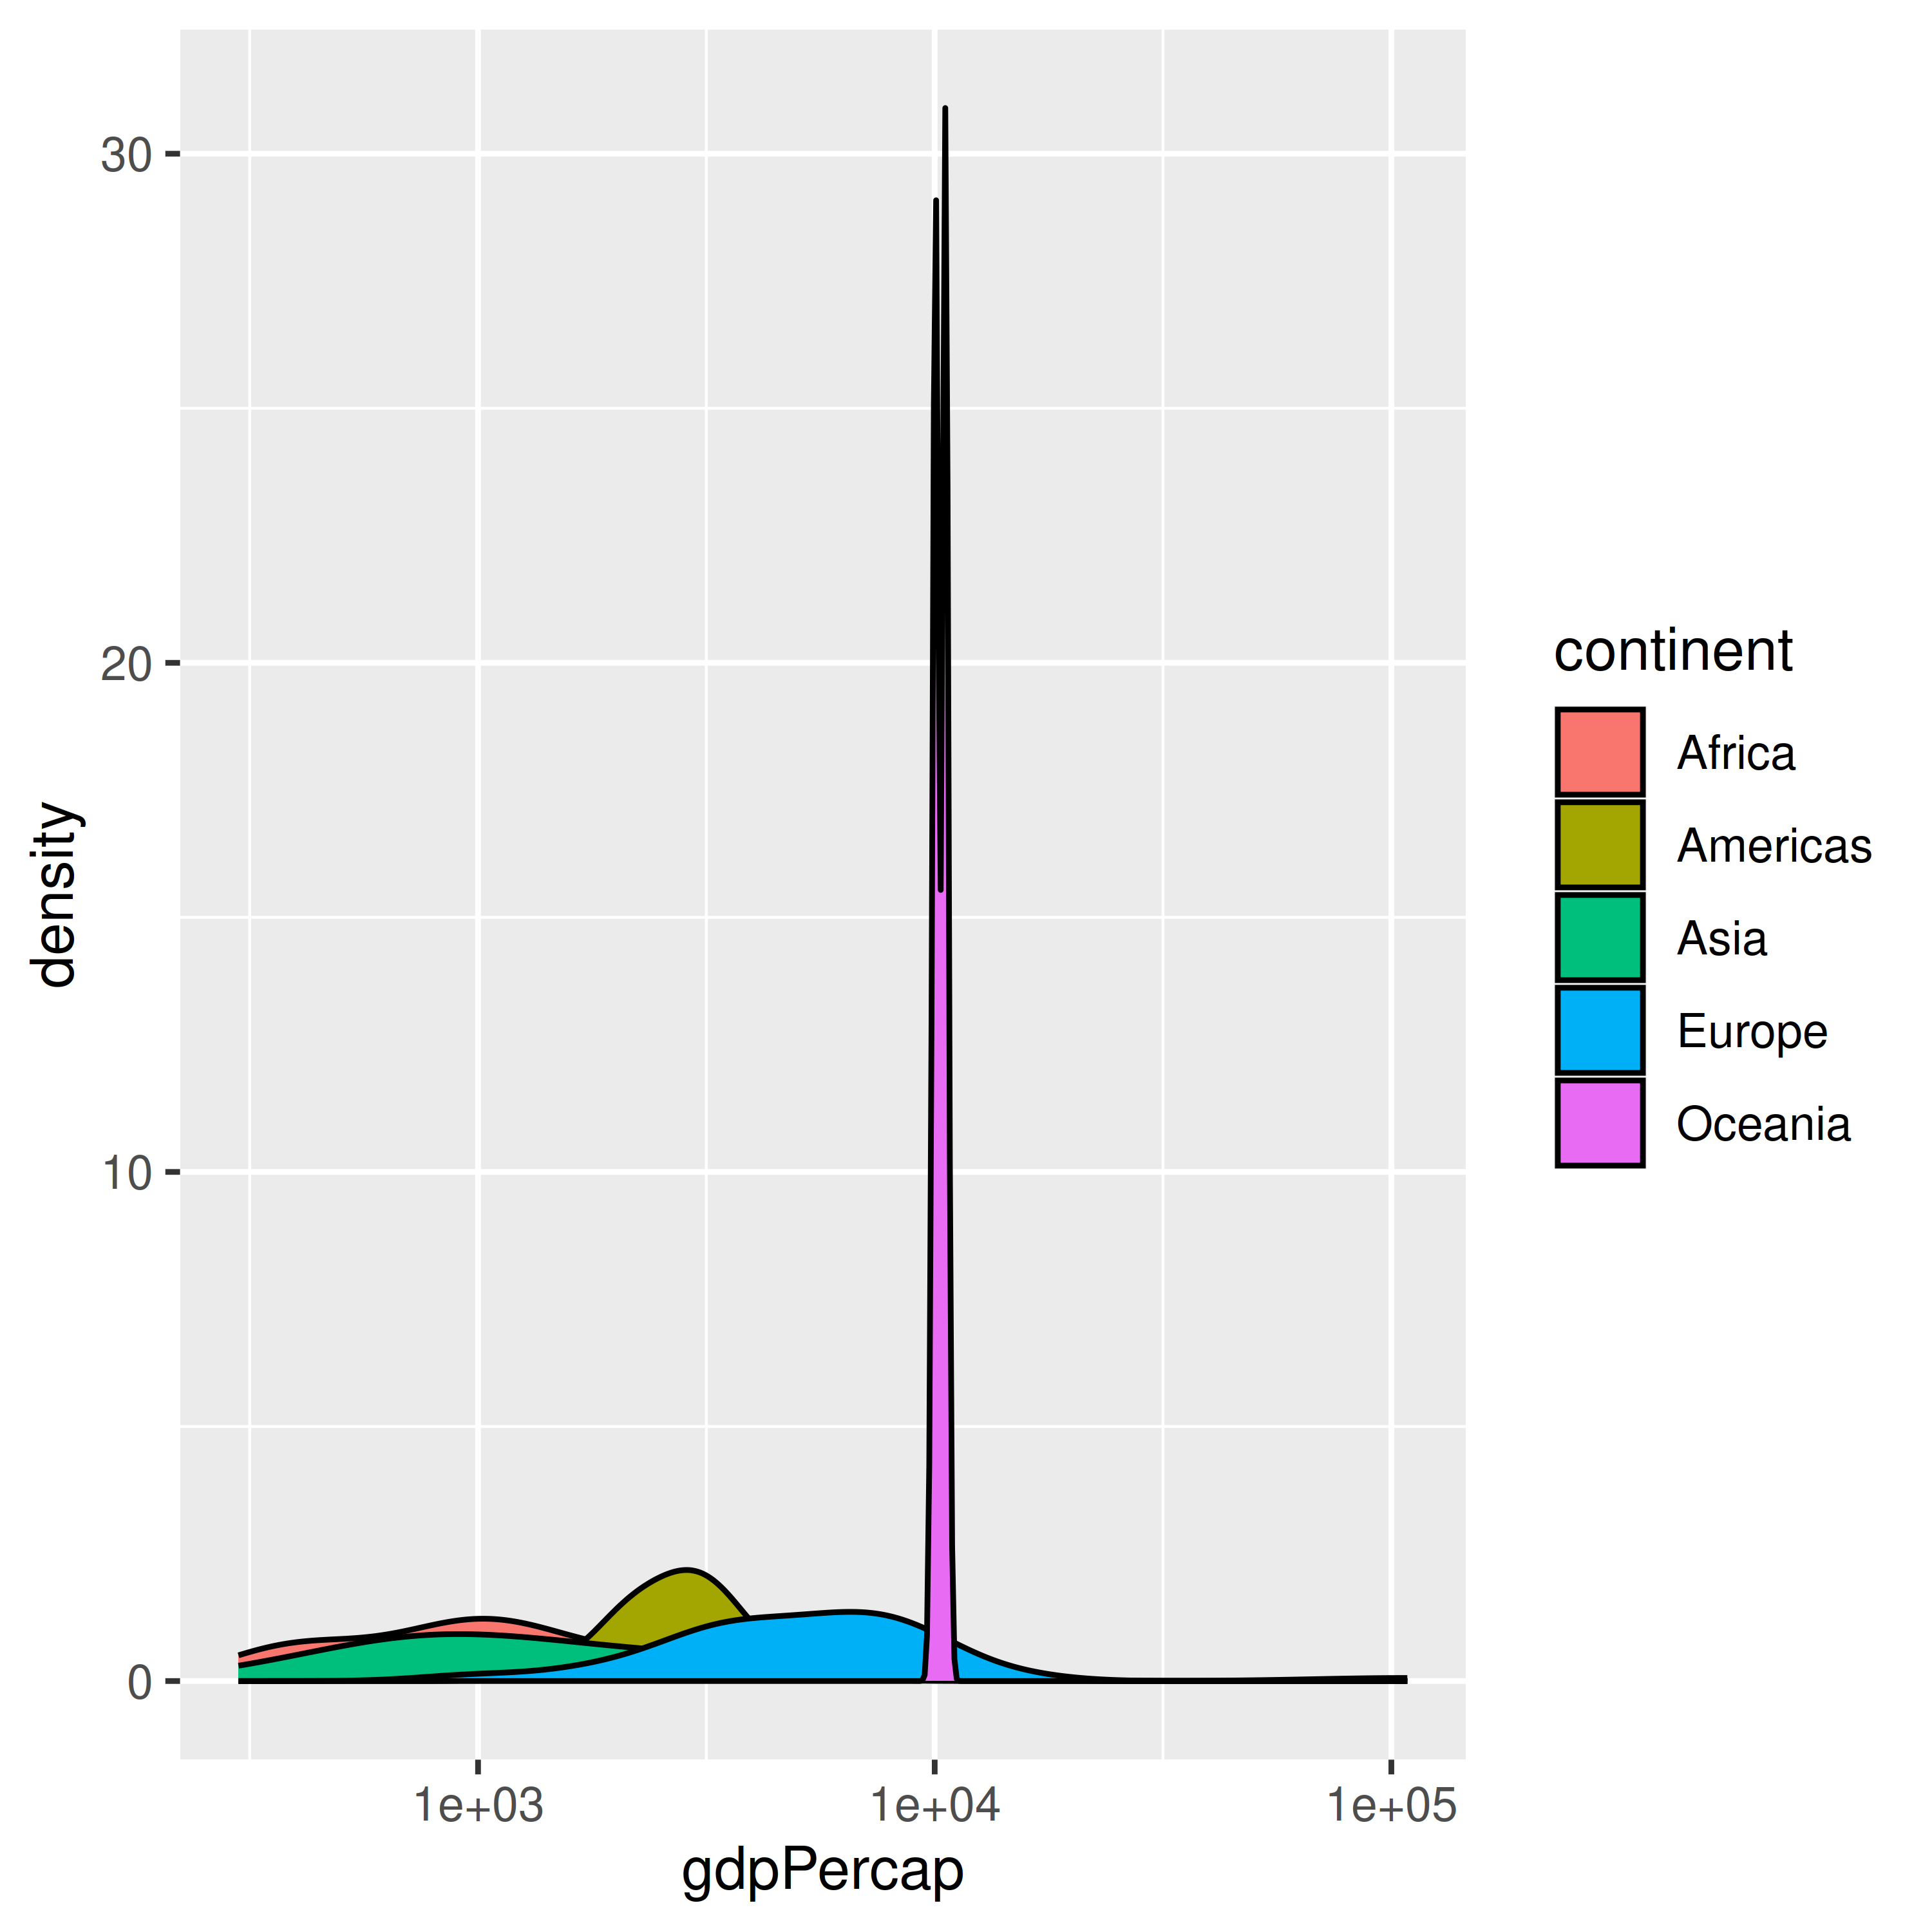 30
20
10
0
density
1e+03 1e+04 1e+05
gdpPercap
continent
Africa
Americas
Asia
Europe
Oceania